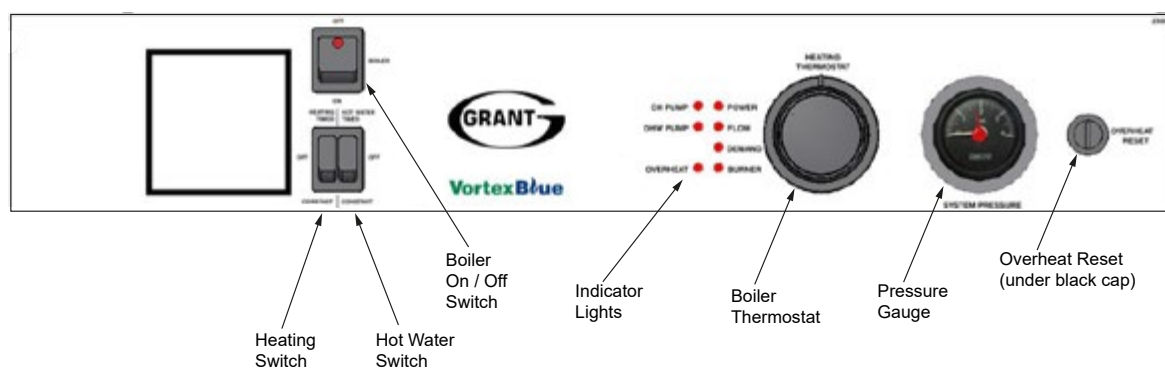 OFF
BOILER
ON
HEATING TIMED
HOT WATER TIMED
OFF
OFF
CONSTANT
CONSTANT
GRANT
VortexBlue
CH PUMP
POWER
DHW PUMP
FLOW
DEMAND
OVERHEAT
BURNER
HEATING
THERMOSTAT
SYSTEM PRESSURE
OVERHEAT
RESET
Boiler
On / Off
Switch
Indicator
Lights
Boiler
Thermostat
Pressure
Gauge
Overheat Reset
(under black cap)
Heating
Switch
Hot Water
Switch